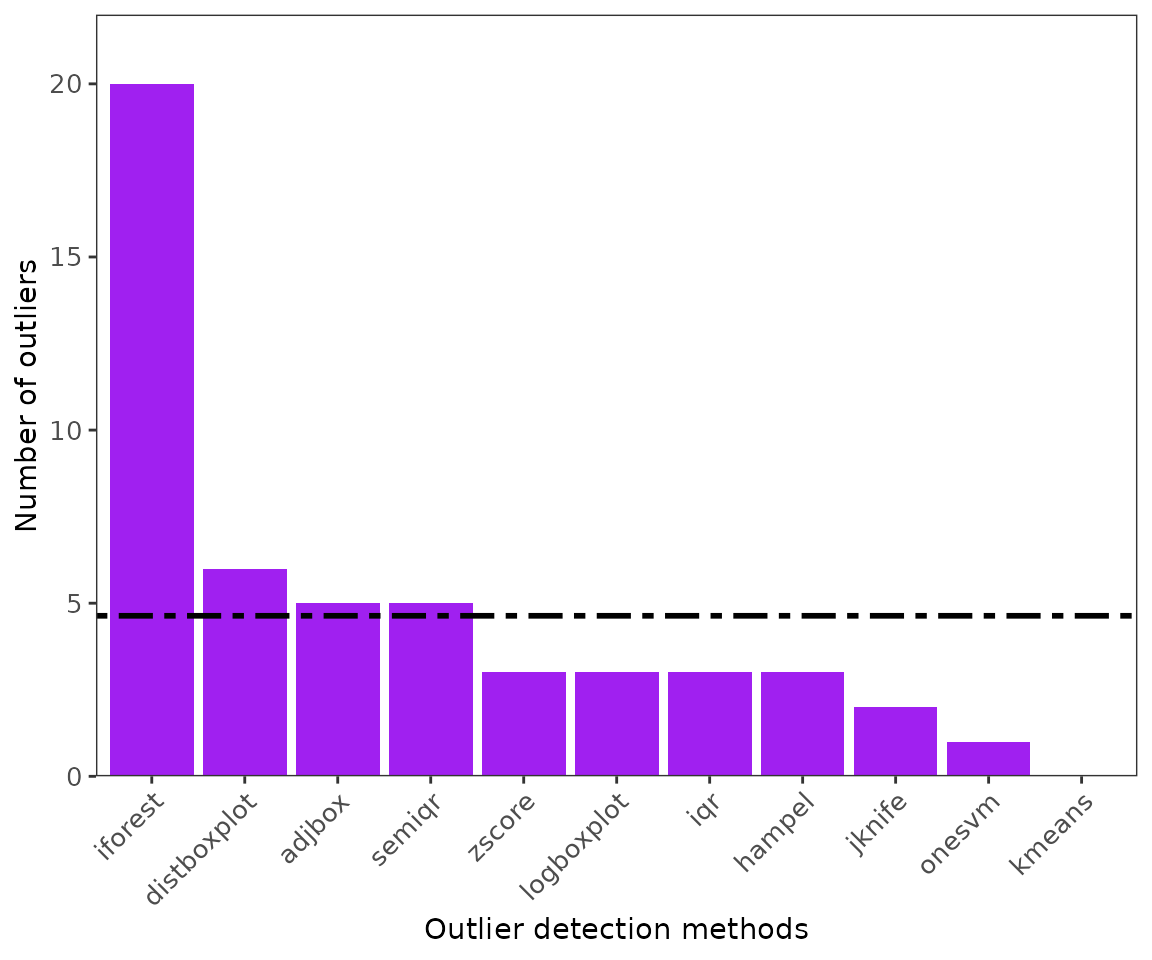 Number of outliers
20
15
10
5
0
iforest
distboxplot
adjbox
semiqr
zscore
logboxplot
iqr
hampel
jknife
onesvm
kmeans
Outlier detection methods